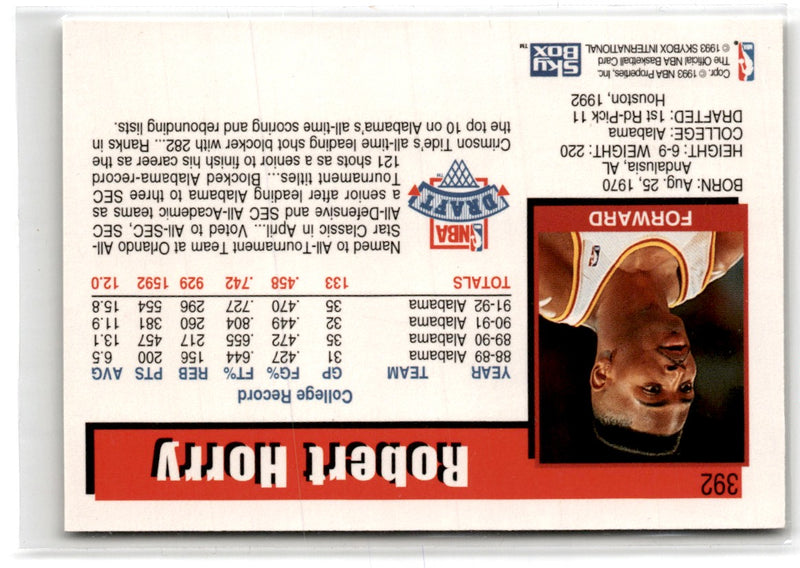 392
Robert Horry
FORWARD
College Record
YEAR TEAM GP FG% FT% REB PTS AVG
88-89 Alabama 31 .427 .644 156 200 6.5
89-90 Alabama 35 .472 .655 217 457 13.1
90-91 Alabama 32 .449 .804 260 381 11.9
91-92 Alabama 35 .470 .727 296 554 15.8
TOTALS 133 .458 .742 929 1592 12.0
BORN: Aug. 25, 1970
Andalusia, AL
HEIGHT: 6-9 WEIGHT: 220
COLLEGE: Alabama
DRAFTED: 1st Rd-Pick 11
Houston, 1992
NBA
DRAFT
Named to All-Tournament Team at Orlando All-
Star Classic in April... Voted to All-SEC, SEC
All-Defensive and SEC All-Academic teams as
a senior after leading Alabama to three SEC
Tournament titles... Blocked Alabama-record
121 shots as a senior to finish his career as the
Crimson Tide's all-time leading shot blocker with 282... Ranks in
the top 10 on Alabama's all-time scoring and rebounding lists.
Copr. © 1993 NBA Properties, Inc.
The Official NBA Basketball Card
© 1993 SKYBOX INTERNATIONAL
SkyBox™